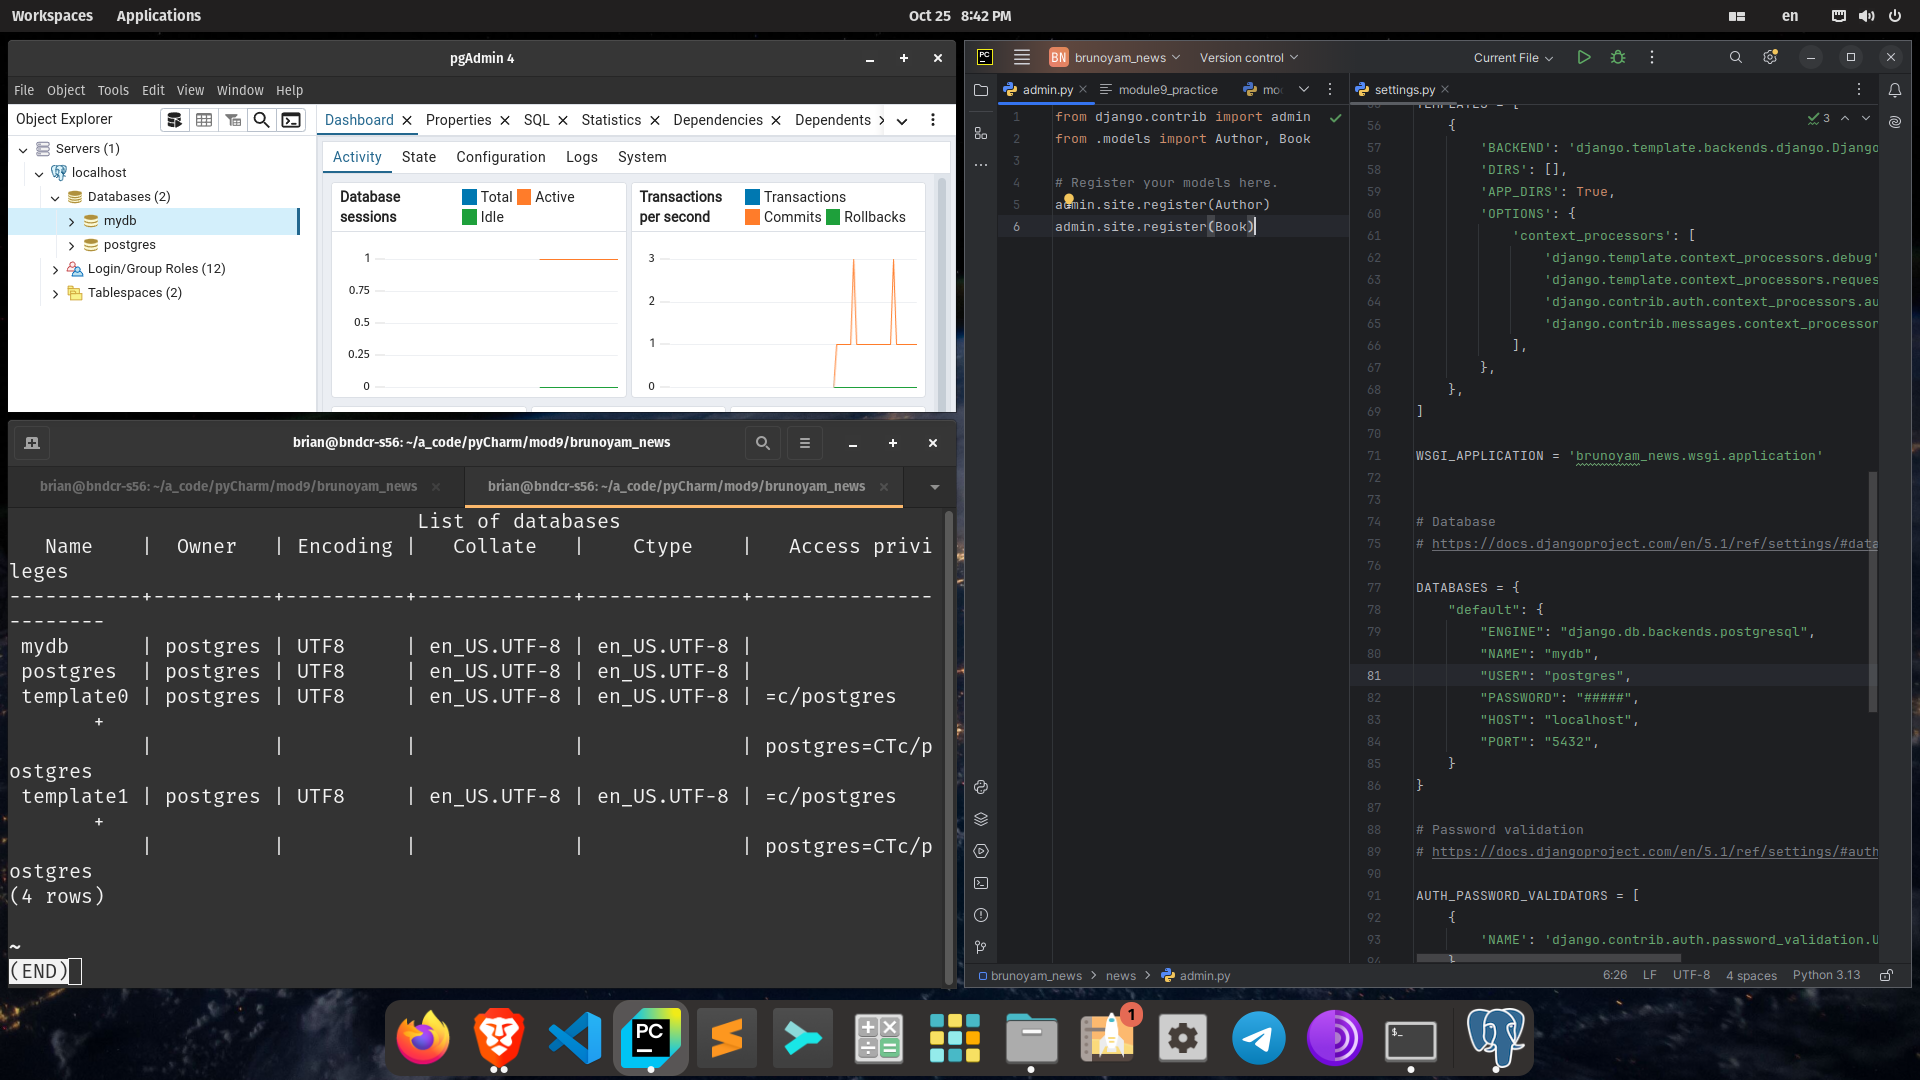 Workspaces Applications Oct 25 8:42 PM en
pgAdmin 4
File Object Tools Edit View Window Help
Object Explorer
Dashboard Properties SQL Statistics Dependencies Dependents
Servers (1)
localhost
Databases (2)
mydb
postgres
Login/Group Roles (12)
Tablespaces (2)
Activity State Configuration Logs System
Database sessions
Total Active
Idle
1
0.75
0.5
0.25
0
Transactions per second
Transactions
Commits Rollbacks
3
2
1
0
brian@bndcr-s56: ~/a_code/pyCharm/mod9/brunoyam_news
brian@bndcr-s56: ~/a_code/pyCharm/mod9/brunoyam_news brian@bndcr-s56: ~/a_code/pyCharm/mod9/brunoyam_news
List of databases
Name | Owner | Encoding | Collate | Ctype | Access privi
leges
-----------+----------+----------+-------------+-------------+---------------
--------
mydb | postgres | UTF8 | en_US.UTF-8 | en_US.UTF-8 |
postgres | postgres | UTF8 | en_US.UTF-8 | en_US.UTF-8 |
template0 | postgres | UTF8 | en_US.UTF-8 | en_US.UTF-8 | =c/postgres
+
| | | | | postgres=CTc/p
ostgres
template1 | postgres | UTF8 | en_US.UTF-8 | en_US.UTF-8 | =c/postgres
+
| | | | | postgres=CTc/p
ostgres
(4 rows)
~
(END)
PC BN brunoyam_news Version control Current File
admin.py module9_practice mo
1 from django.contrib import admin
2 from .models import Author, Book
3
4 # Register your models here.
5 admin.site.register(Author)
6 admin.site.register(Book)
settings.py
3
56 {
57 'BACKEND': 'django.template.backends.django.Django
58 'DIRS': [],
59 'APP_DIRS': True,
60 'OPTIONS': {
61 'context_processors': [
62 'django.template.context_processors.debug'
63 'django.template.context_processors.reques
64 'django.contrib.auth.context_processors.au
65 'django.contrib.messages.context_processor
66 ],
67 },
68 },
69 ]
70
71 WSGI_APPLICATION = 'brunoyam_news.wsgi.application'
72
73
74 # Database
75 # https://docs.djangoproject.com/en/5.1/ref/settings/#data
76
77 DATABASES = {
78 "default": {
79 "ENGINE": "django.db.backends.postgresql",
80 "NAME": "mydb",
81 "USER": "postgres",
82 "PASSWORD": "#####",
83 "HOST": "localhost",
84 "PORT": "5432",
85 }
86 }
87
88 # Password validation
89 # https://docs.djangoproject.com/en/5.1/ref/settings/#auth
90
91 AUTH_PASSWORD_VALIDATORS = [
92 {
93 'NAME': 'django.contrib.auth.password_validation.U
brunoyam_news > news > admin.py 6:26 LF UTF-8 4 spaces Python 3.13
PC
1
$_